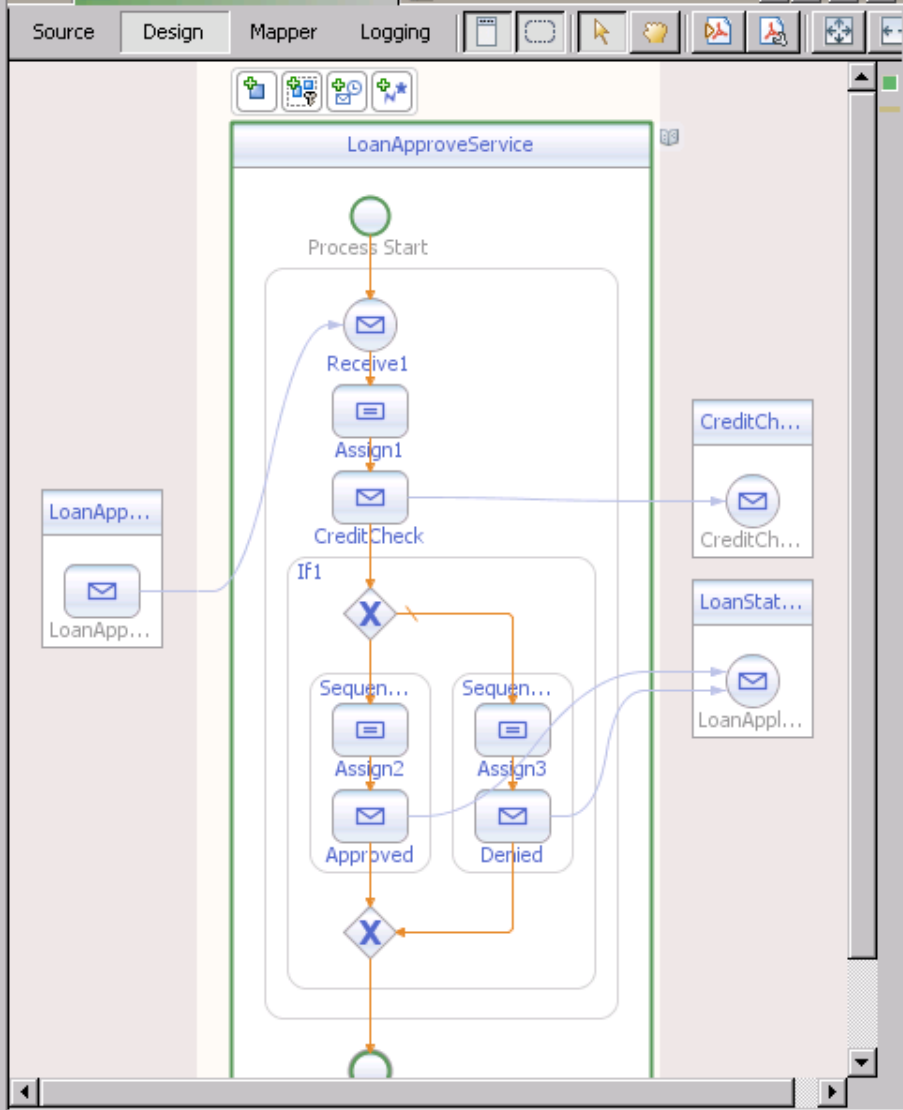 Source Design Mapper Logging
LoanApproveService
Process Start
Receive1
Assign1
CreditCheck
If1
X
Sequen... Sequen...
Assign2 Assign3
Approved Denied
X
LoanApp...
LoanApp...
CreditCh...
CreditCh...
LoanStat...
LoanAppl...